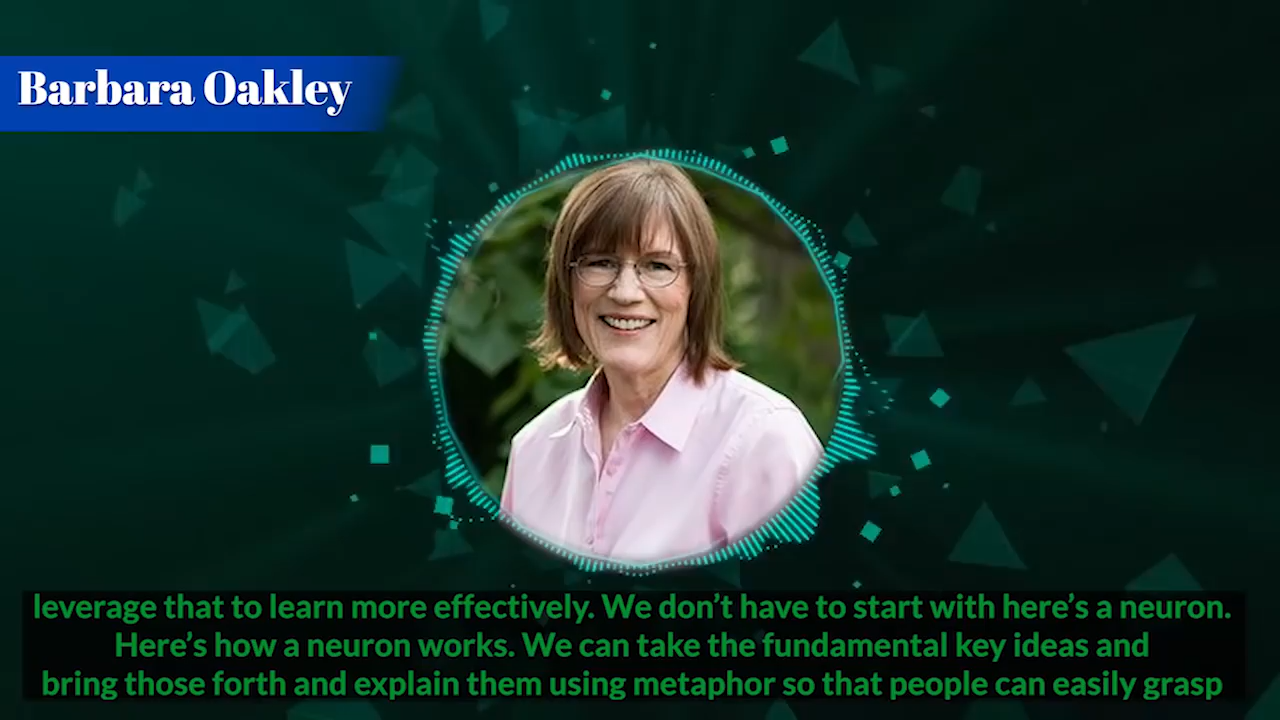 Barbara Oakley
leverage that to learn more effectively. We don’t have to start with here’s a neuron.
Here’s how a neuron works. We can take the fundamental key ideas and
bring those forth and explain them using metaphor so that people can easily grasp